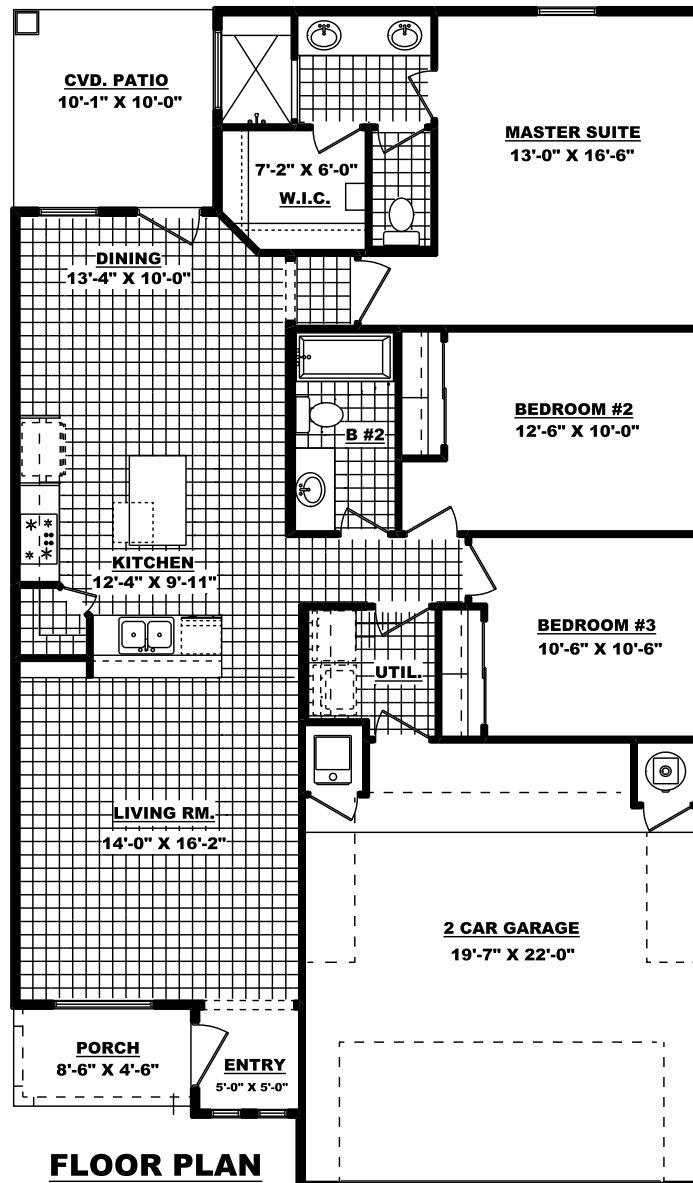 CVD. PATIO
10'-1" X 10'-0"
MASTER SUITE
13'-0" X 16'-6"
7'-2" X 6'-0"
W.I.C.
DINING
13'-4" X 10'-0"
BEDROOM #2
12'-6" X 10'-0"
B #2
KITCHEN
12'-4" X 9'-11"
BEDROOM #3
10'-6" X 10'-6"
UTIL.
LIVING RM.
14'-0" X 16'-2"
2 CAR GARAGE
19'-7" X 22'-0"
PORCH
8'-6" X 4'-6"
ENTRY
5'-0" X 5'-0"
FLOOR PLAN